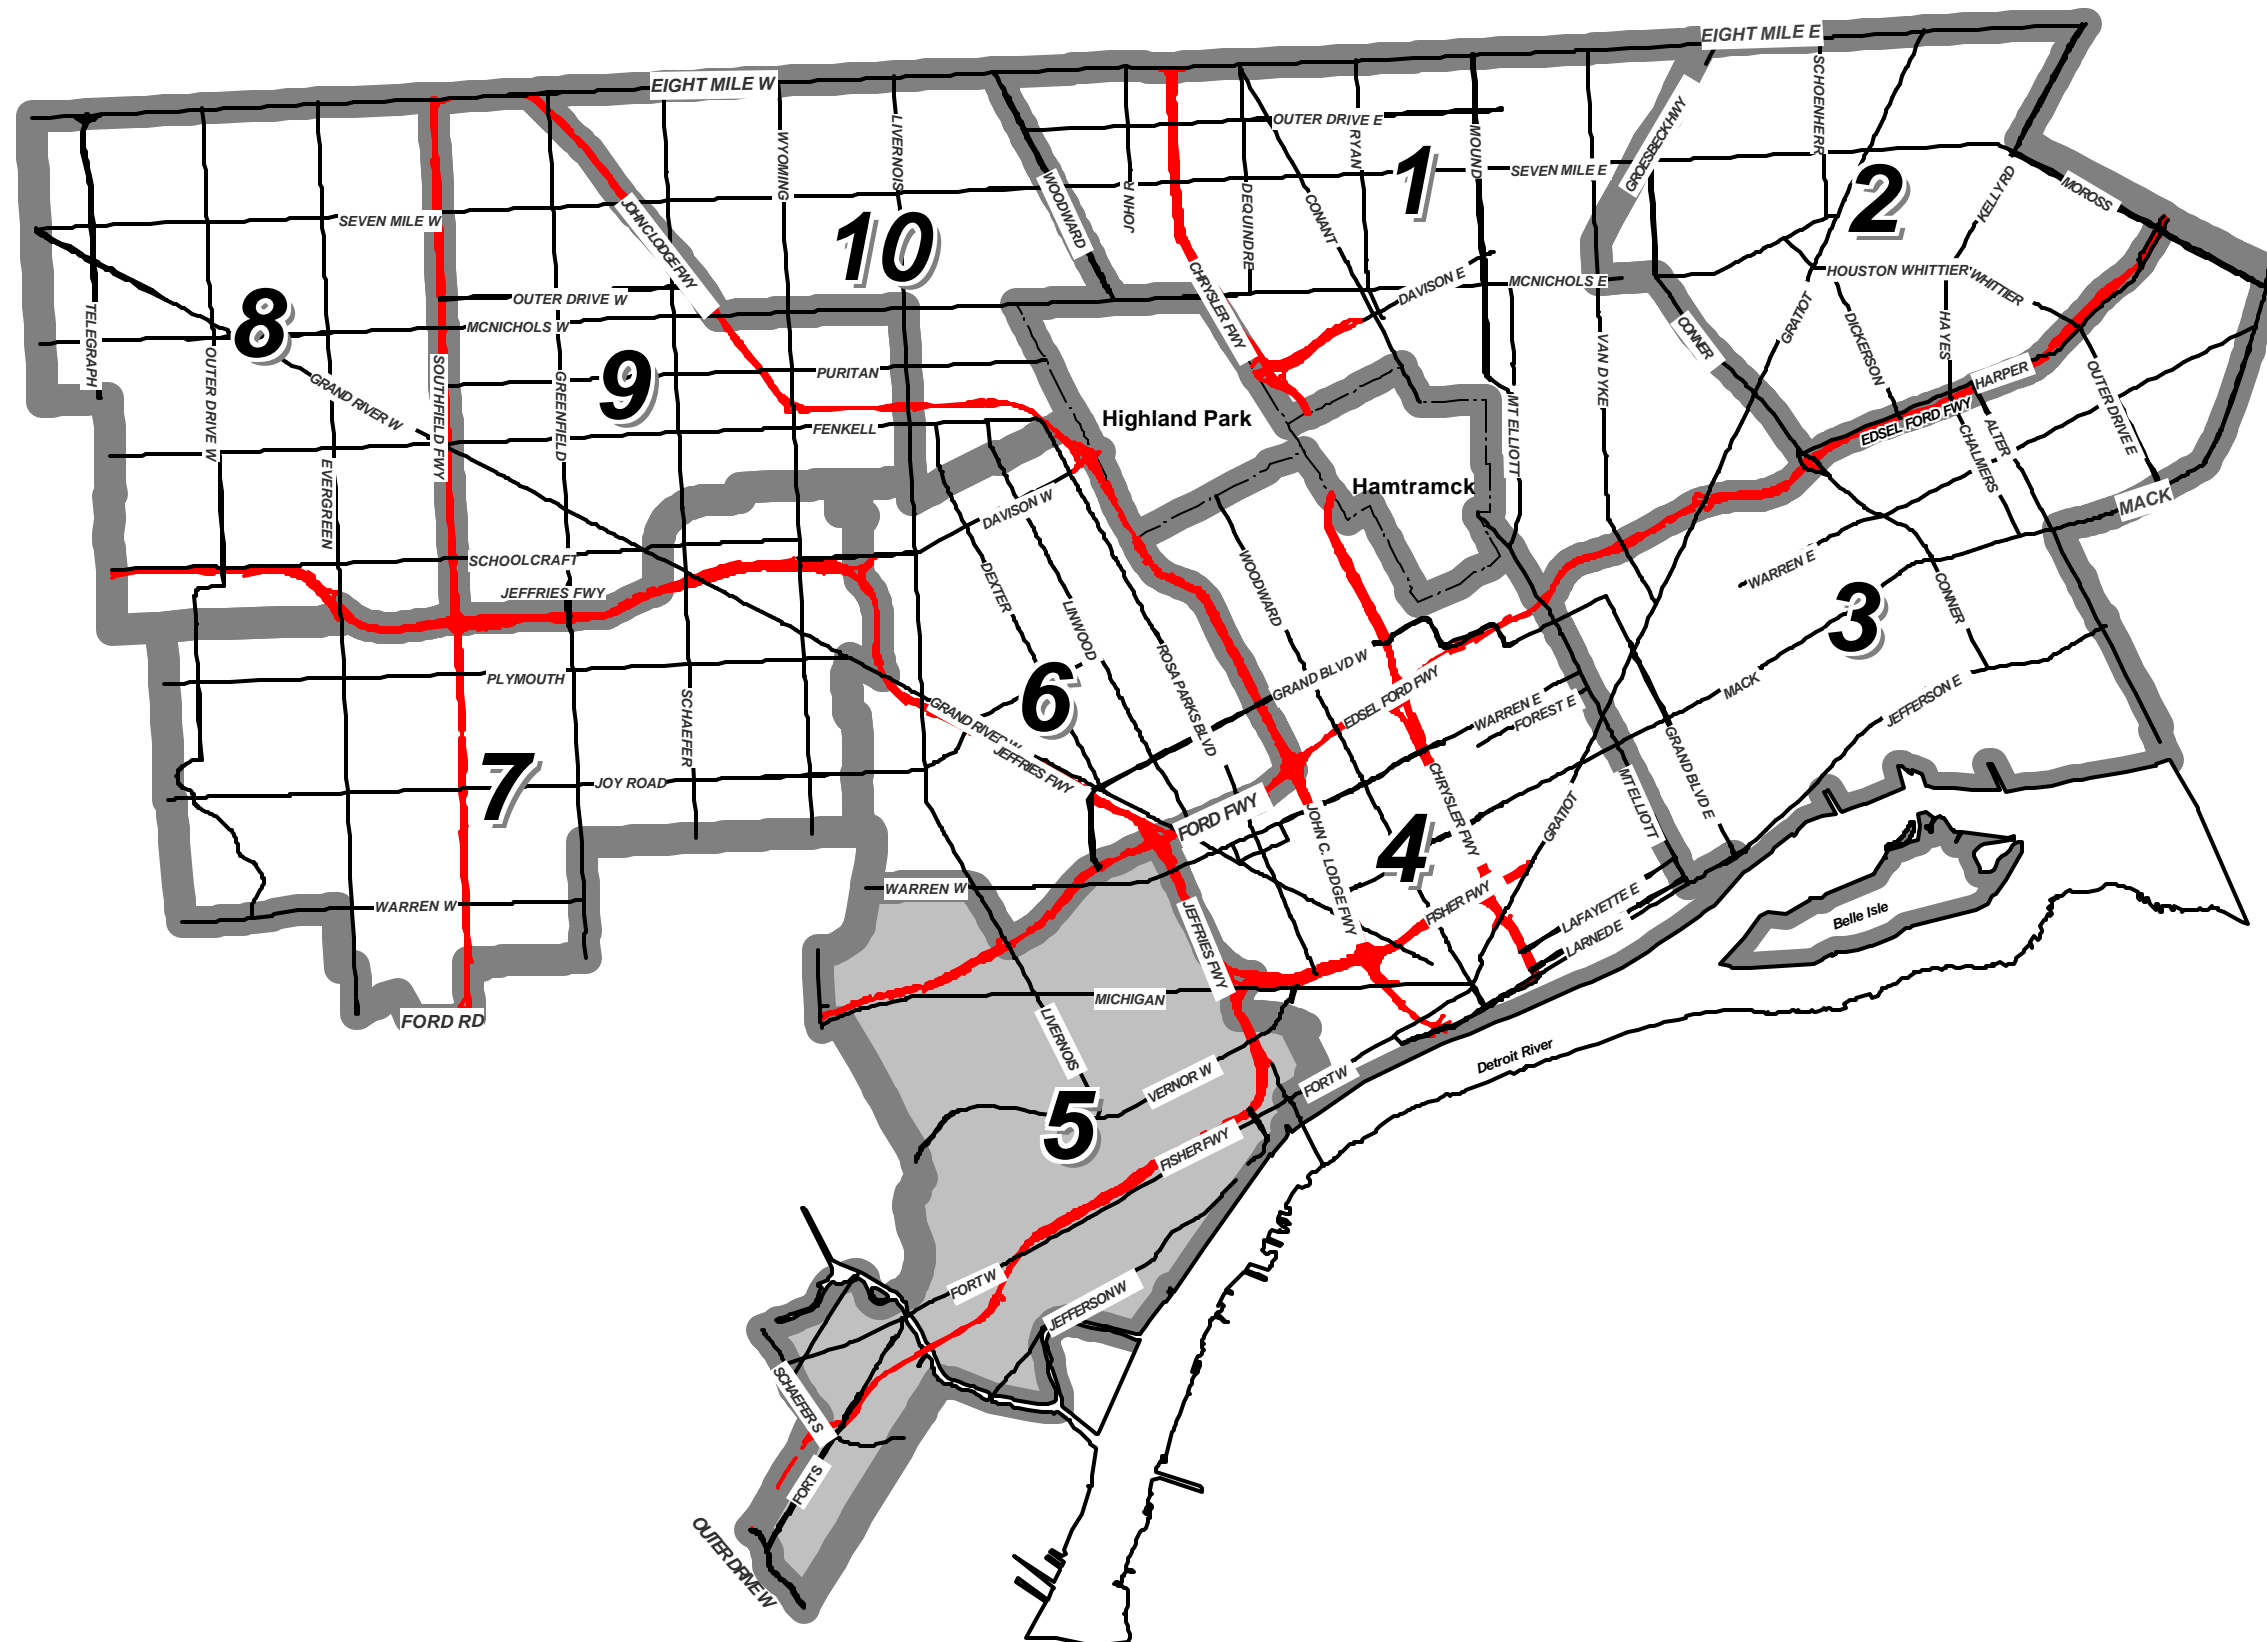 EIGHT MILE E
EIGHT MILE W
SCHOENHERR
GROESBECK HWY
LIVERNOIS
WYOMING
OUTER DRIVE E
RYAN
MOUND
SEVEN MILE E
1
2
KELLY RD
MOROSS
WOODWARD
JOHN R
DEQUINDRE
CONANT
JOHN C LODGE FWY
SEVEN MILE W
10
CHRYSLER FWY
DAVISON E
MCNICHOLS E
HOUSTON WHITTIER
WHITTIER
TELEGRAPH
8
OUTER DRIVE W
MCNICHOLS W
OUTER DRIVE W
GRAND RIVER W
SOUTHFIELD FWY
GREENFIELD
9
PURITAN
FENKELL
Highland Park
VAN DYKE
CONNER
GRATIOT
DICKERSON
HAYES
HARPER
EDSEL FORD FWY
OUTER DRIVE E
ALTER
CHALMERS
MT ELLIOTT
Hamtramck
MACK
EVERGREEN
DAVISON W
SCHOOLCRAFT
JEFFRIES FWY
DEXTER
LINWOOD
WOODWARD
WARREN E
CONNER
3
PLYMOUTH
SCHAEFER
6
ROSA PARKS BLVD
GRAND BLVD W
EDSEL FORD FWY
WARREN E
FOREST E
MACK
JEFFERSON E
GRAND RIVER W
JEFFRIES FWY
GRAND BLVD E
MT ELLIOTT
7
JOY ROAD
FORD FWY
JOHN C. LODGE FWY
CHRYSLER FWY
4
GRATIOT
WARREN W
WARREN W
JEFFRIES FWY
FISHER FWY
LAFAYETTE E
LARNED E
Belle Isle
FORD RD
MICHIGAN
LIVERNOIS
Detroit River
VERNOR W
FORT W
5
FISHER FWY
FORT W
JEFFERSON W
SCHAEFER S
FORT S
OUTER DRIVE W